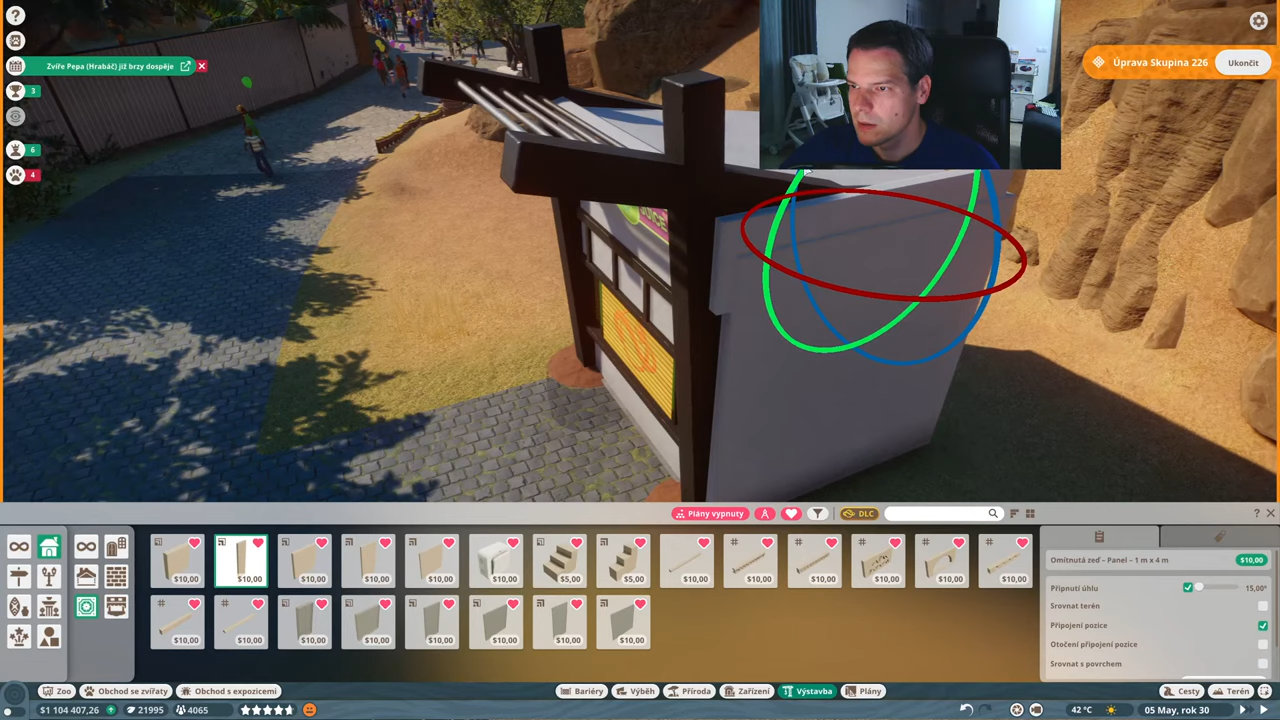 ?
Zvíře Pepa (Hrabáč) již brzy dospěje
3
6
4
Úprava Skupina 226
Ukončit
JUICE
Plány vypnuty
DLC
?
$10,00 $10,00 $10,00 $10,00 $10,00 $10,00 $5,00 $5,00 $10,00 $10,00 $10,00 $10,00 $10,00 $10,00
$10,00 $10,00 $10,00 $10,00 $10,00 $10,00 $10,00 $10,00
Omítnutá zeď – Panel – 1 m x 4 m
$10,00
Připnutí úhlu
15,00°
Srovnat terén
Připojení pozice
Otočení připojení pozice
Srovnat s povrchem
Zoo
Obchod se zvířaty
Obchod s expozicemi
Bariéry
Výběh
Příroda
Zařízení
Výstavba
Plány
Cesty
Terén
$1 104 407,26
21995
4065
42 °C
05 May, rok 30